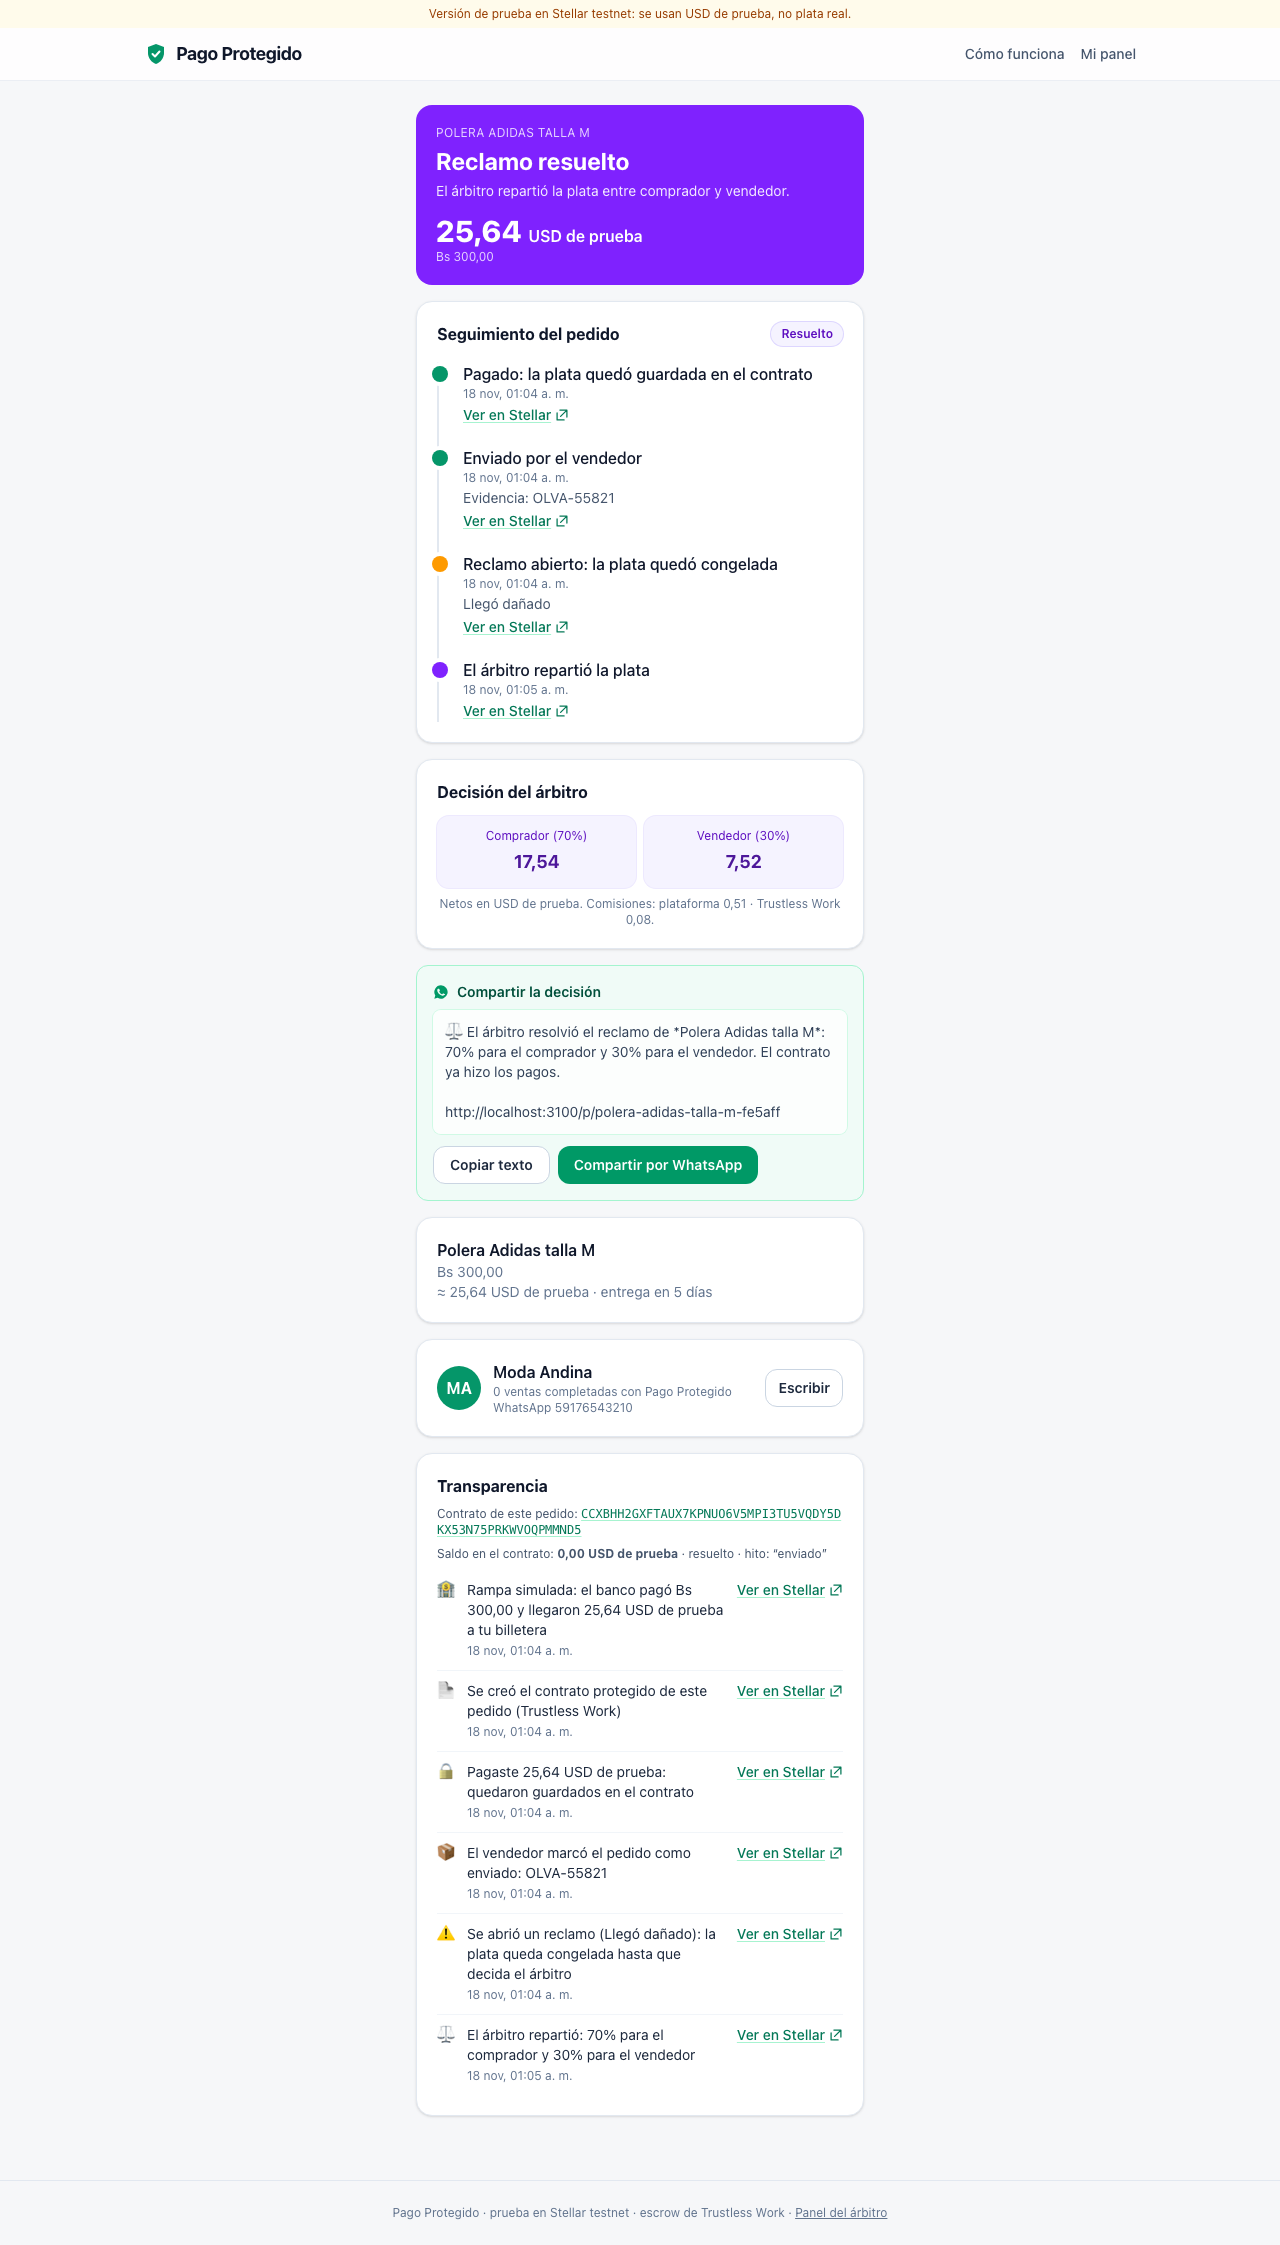 Versión de prueba en Stellar testnet: se usan USD de prueba, no plata real.
Pago Protegido
Cómo funciona
Mi panel
POLERA ADIDAS TALLA M
Reclamo resuelto
El árbitro repartió la plata entre comprador y vendedor.
25,64 USD de prueba
Bs 300,00
Seguimiento del pedido
Resuelto
Pagado: la plata quedó guardada en el contrato
18 nov, 01:04 a. m.
Ver en Stellar
Enviado por el vendedor
18 nov, 01:04 a. m.
Evidencia: OLVA-55821
Ver en Stellar
Reclamo abierto: la plata quedó congelada
18 nov, 01:04 a. m.
Llegó dañado
Ver en Stellar
El árbitro repartió la plata
18 nov, 01:05 a. m.
Ver en Stellar
Decisión del árbitro
Comprador (70%)
17,54
Vendedor (30%)
7,52
Netos en USD de prueba. Comisiones: plataforma 0,51 · Trustless Work
0,08.
Compartir la decisión
⚖️ El árbitro resolvió el reclamo de *Polera Adidas talla M*:
70% para el comprador y 30% para el vendedor. El contrato
ya hizo los pagos.
http://localhost:3100/p/polera-adidas-talla-m-fe5aff
Copiar texto
Compartir por WhatsApp
Polera Adidas talla M
Bs 300,00
≈ 25,64 USD de prueba · entrega en 5 días
MA
Moda Andina
0 ventas completadas con Pago Protegido
WhatsApp 59176543210
Escribir
Transparencia
Contrato de este pedido: CCXBHH2GXFTAUX7KPNUO6V5MPI3TU5VQDY5D
KX53N75PRKWVOQPMMND5
Saldo en el contrato: 0,00 USD de prueba · resuelto · hito: “enviado”
Rampa simulada: el banco pagó Bs
300,00 y llegaron 25,64 USD de prueba
a tu billetera
18 nov, 01:04 a. m.
Ver en Stellar
Se creó el contrato protegido de este
pedido (Trustless Work)
18 nov, 01:04 a. m.
Ver en Stellar
Pagaste 25,64 USD de prueba:
quedaron guardados en el contrato
18 nov, 01:04 a. m.
Ver en Stellar
El vendedor marcó el pedido como
enviado: OLVA-55821
18 nov, 01:04 a. m.
Ver en Stellar
Se abrió un reclamo (Llegó dañado): la
plata queda congelada hasta que
decida el árbitro
18 nov, 01:04 a. m.
Ver en Stellar
El árbitro repartió: 70% para el
comprador y 30% para el vendedor
18 nov, 01:05 a. m.
Ver en Stellar
Pago Protegido · prueba en Stellar testnet · escrow de Trustless Work · Panel del árbitro